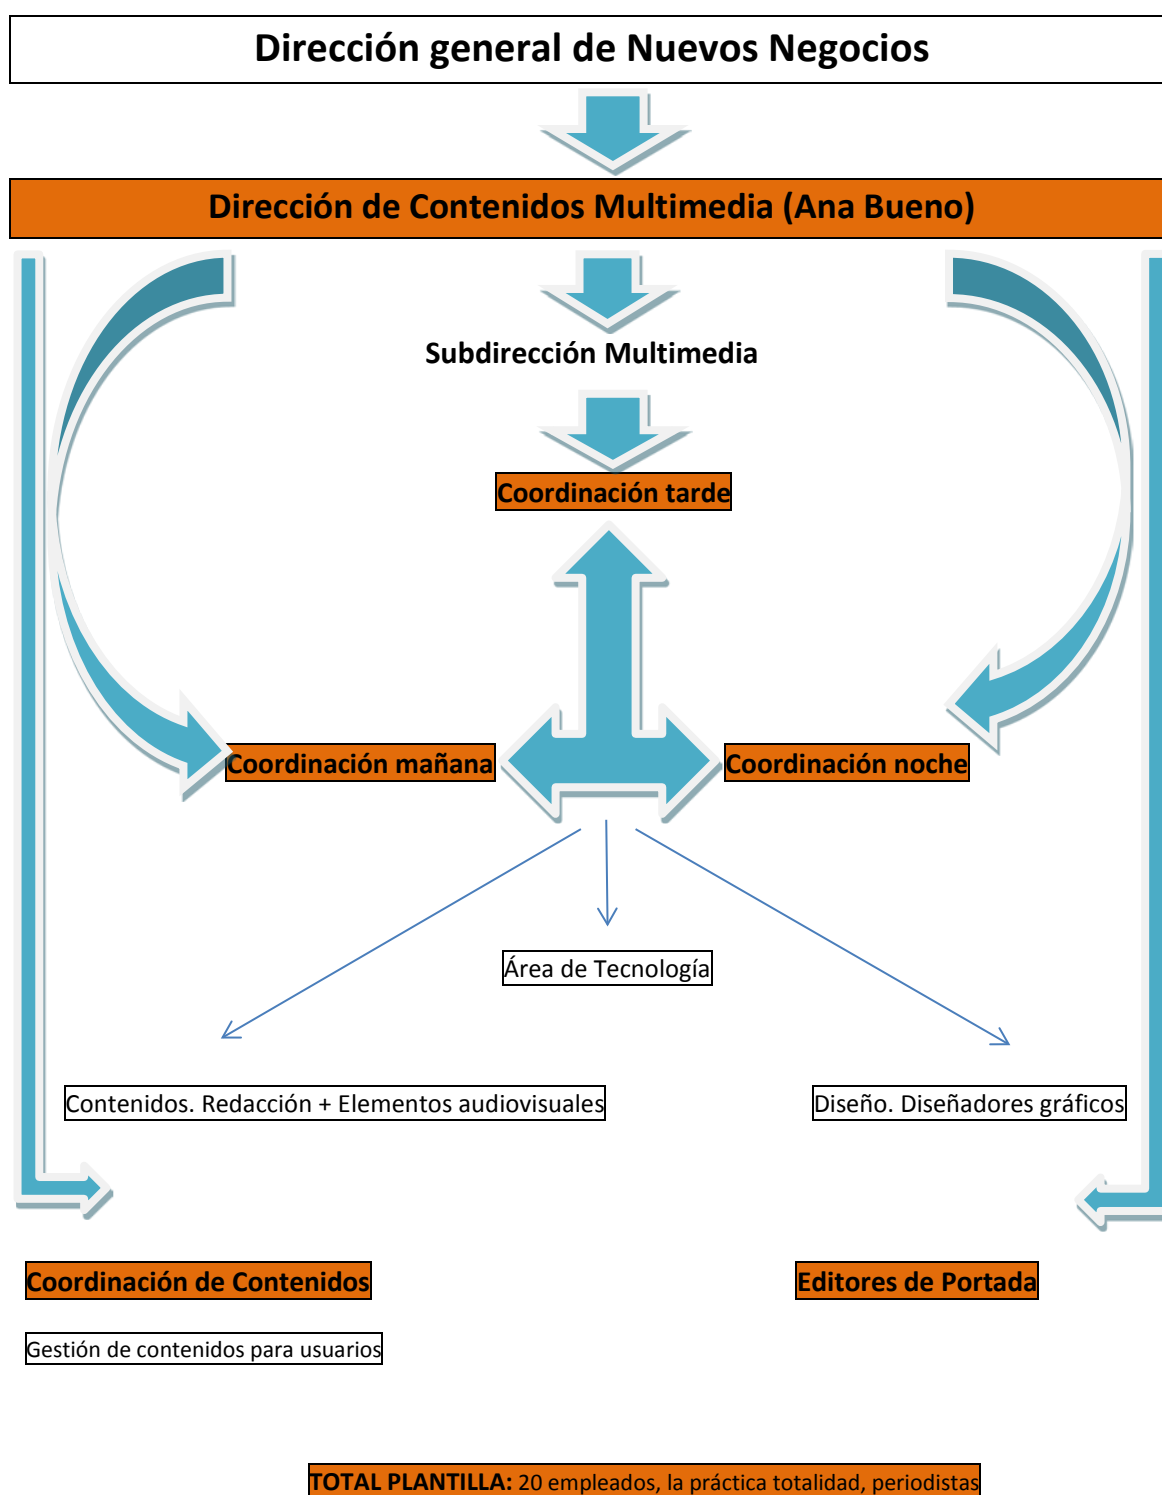 Dirección general de Nuevos Negocios
Dirección de Contenidos Multimedia (Ana Bueno)
Subdirección Multimedia
Coordinación tarde
Coordinación mañana
Coordinación noche
Área de Tecnología
Contenidos. Redacción + Elementos audiovisuales
Diseño. Diseñadores gráficos
Coordinación de Contenidos
Editores de Portada
Gestión de contenidos para usuarios
TOTAL PLANTILLA: 20 empleados, la práctica totalidad, periodistas